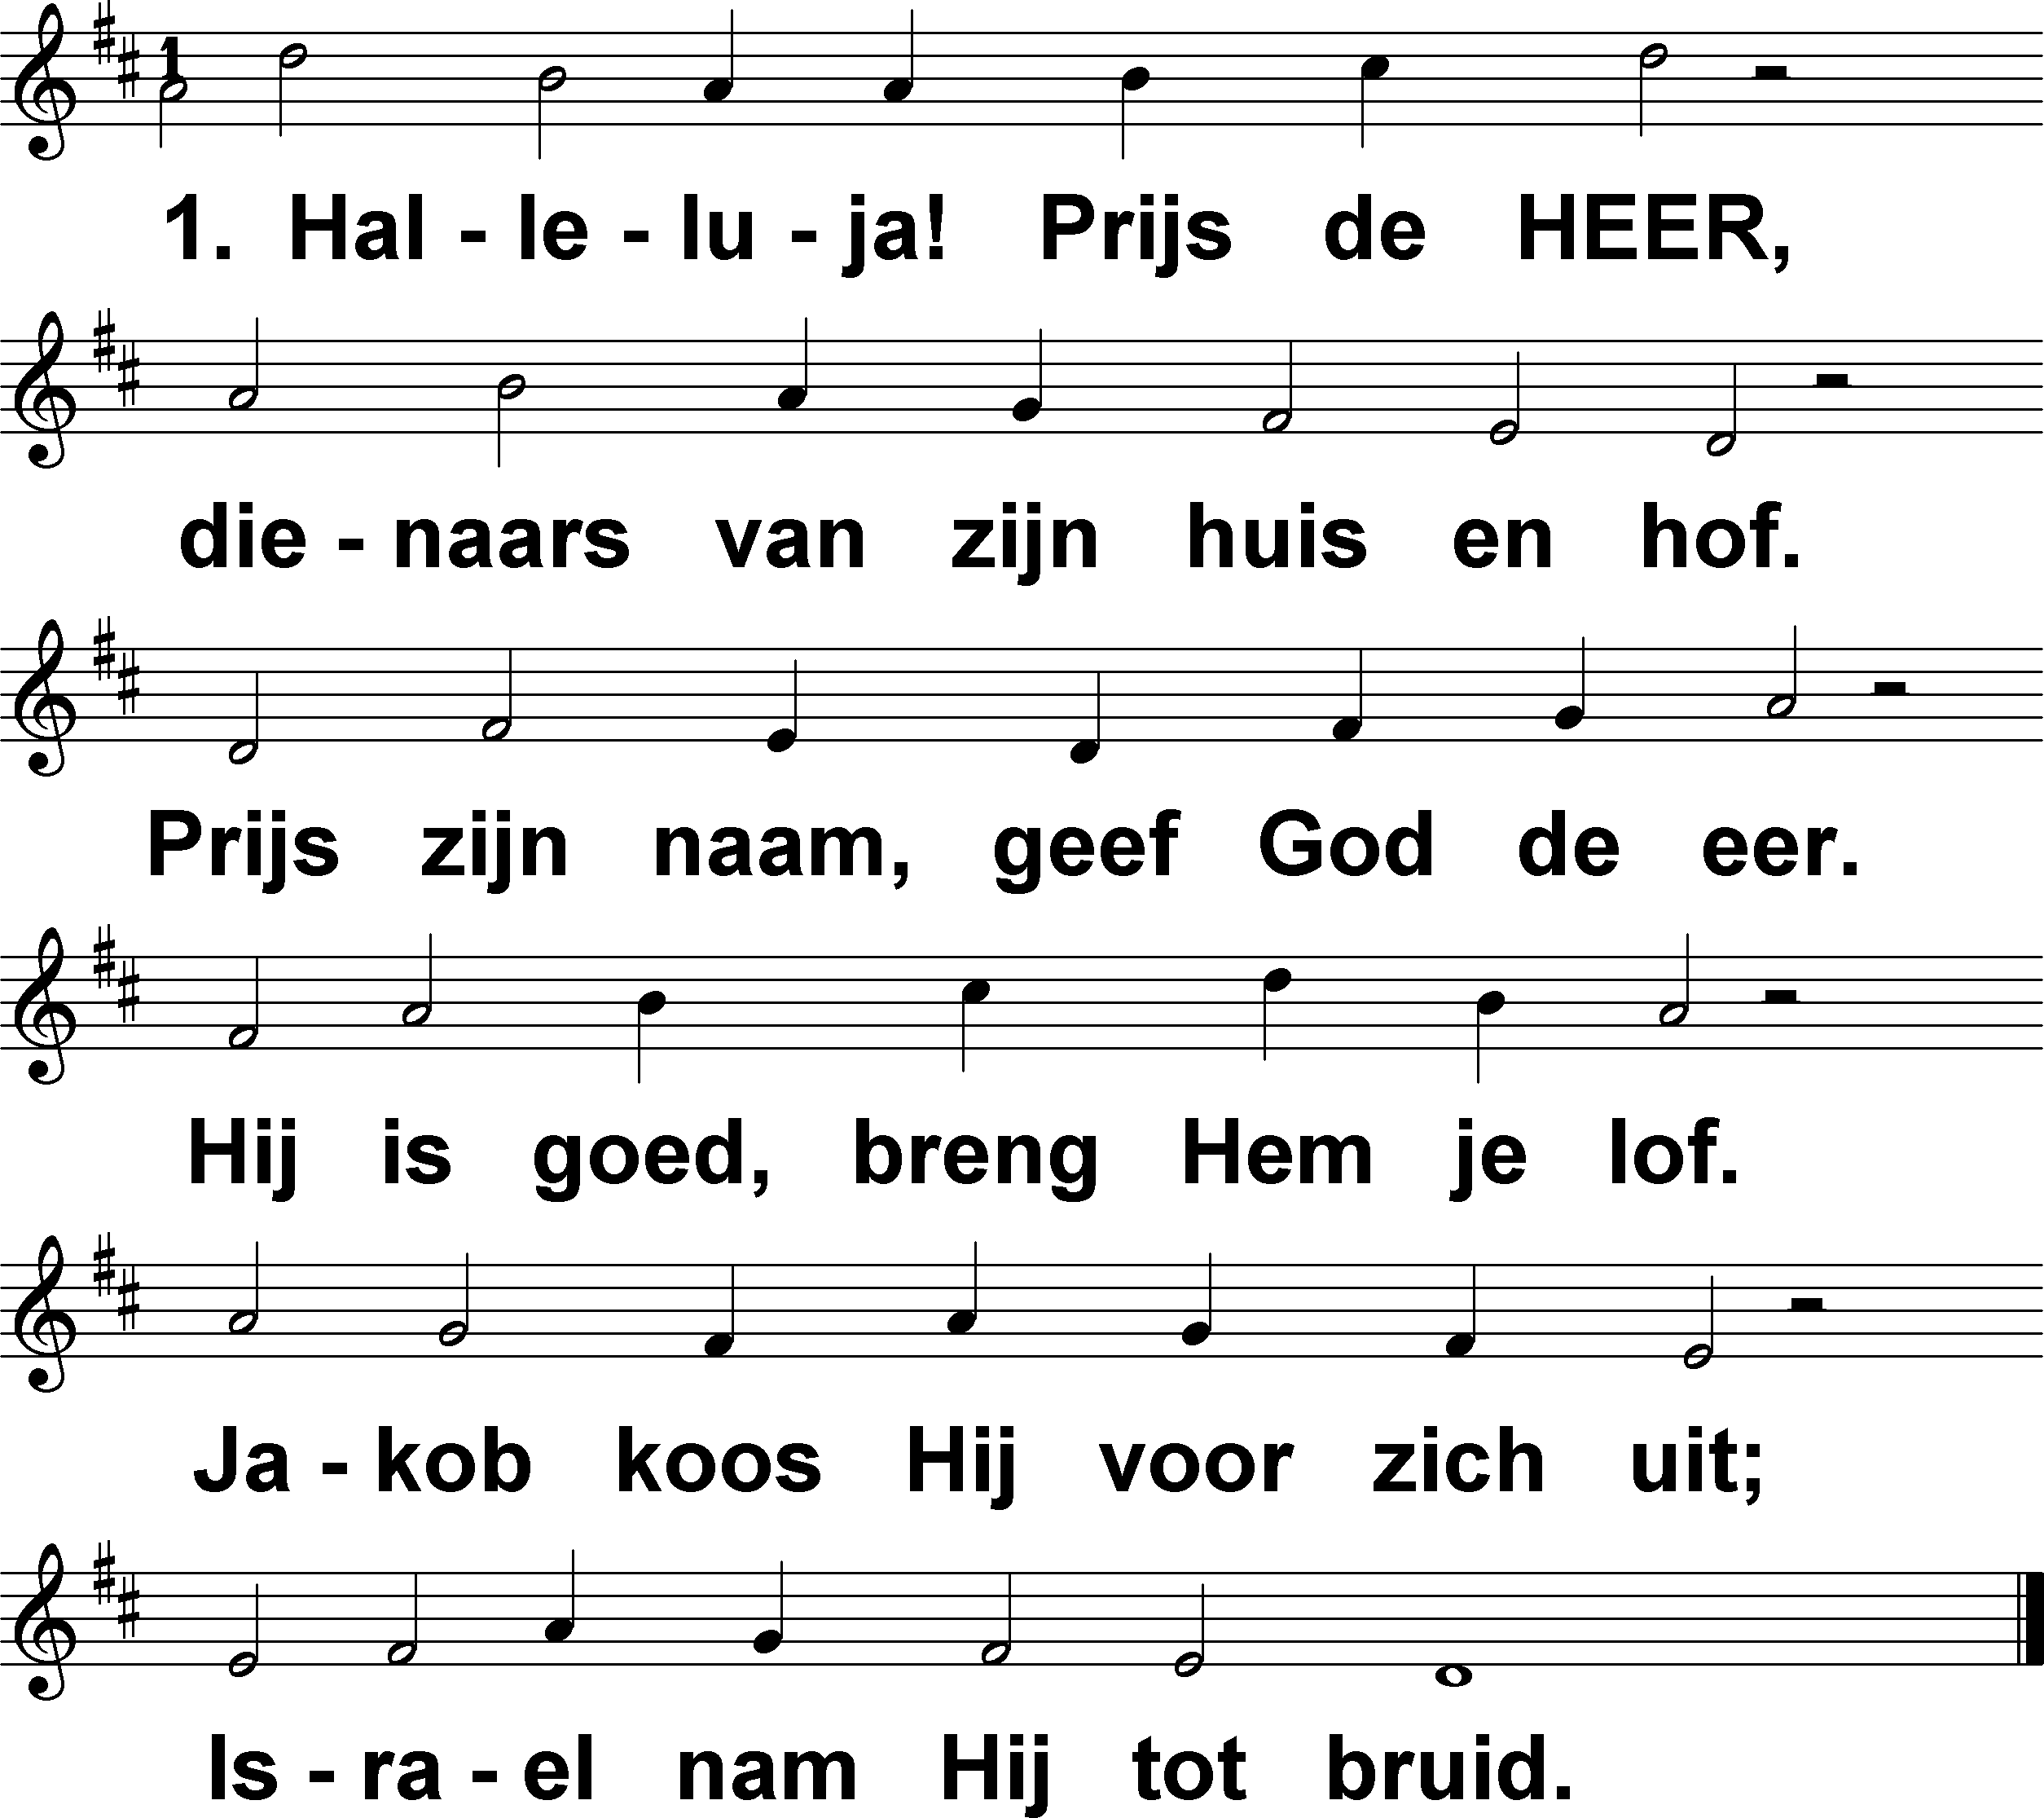 1
1. Hal - le - lu - ja! Prijs de HEER,
die - naars van zijn huis en hof.
Prijs zijn naam, geef God de eer.
Hij is goed, breng Hem je lof.
Ja - kob koos Hij voor zich uit;
Is - ra - el nam Hij tot bruid.